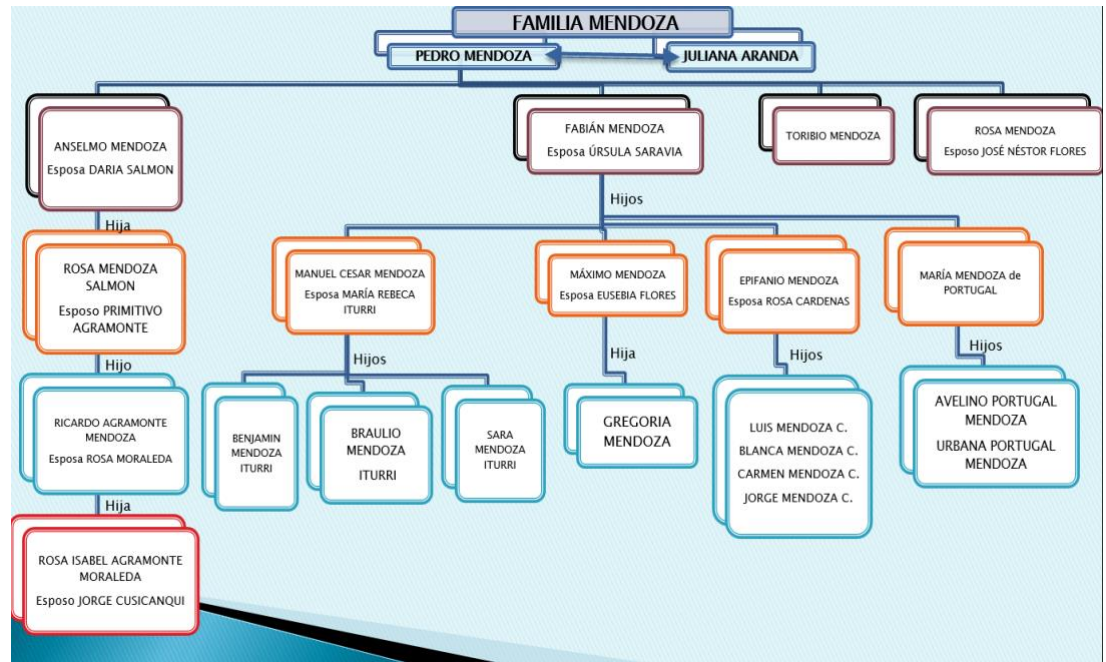 FAMILIA MENDOZA
PEDRO MENDOZA
JULIANA ARANDA
ANSELMO MENDOZA
Esposa DARIA SALMON
FABIÁN MENDOZA
Esposa ÚRSULA SARAVIA
TORIBIO MENDOZA
ROSA MENDOZA
Esposo JOSÉ NÉSTOR FLORES
Hija
Hijos
ROSA MENDOZA
SALMON
Esposo PRIMITIVO
AGRAMONTE
MANUEL CESAR MENDOZA
Esposa MARÍA REBECA
ITURRI
MÁXIMO MENDOZA
Esposa EUSEBIA FLORES
EPIFANIO MENDOZA
Esposa ROSA CARDENAS
MARÍA MENDOZA de
PORTUGAL
Hijo
Hijos
Hija
Hijos
Hijos
RICARDO AGRAMONTE
MENDOZA
Esposa ROSA MORALEDA
BENJAMIN
MENDOZA
ITURRI
BRAULIO
MENDOZA
ITURRI
SARA
MENDOZA
ITURRI
GREGORIA
MENDOZA
LUIS MENDOZA C.
BLANCA MENDOZA C.
CARMEN MENDOZA C.
JORGE MENDOZA C.
AVELINO PORTUGAL
MENDOZA
URBANA PORTUGAL
MENDOZA
Hija
ROSA ISABEL AGRAMONTE
MORALEDA
Esposo JORGE CUSICANQUI